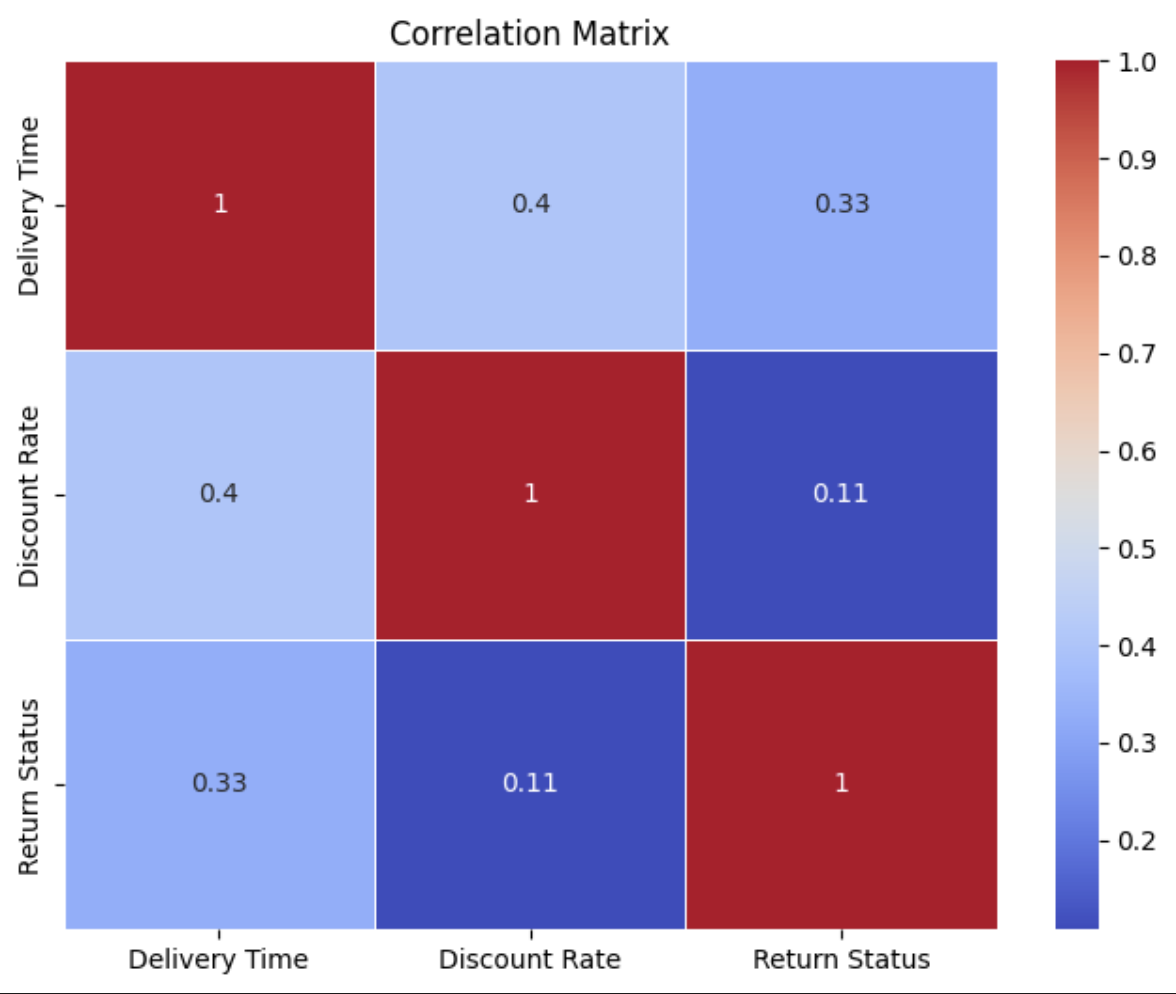 Correlation Matrix
Delivery Time
1
0.4
0.33
Discount Rate
0.4
1
0.11
Return Status
0.33
0.11
1
Delivery Time
Discount Rate
Return Status
1.0
0.9
0.8
0.7
0.6
0.5
0.4
0.3
0.2